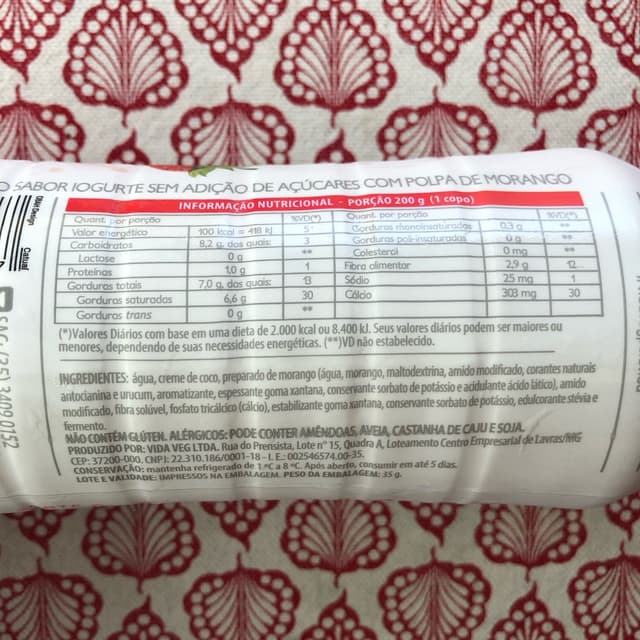 O SABOR IOGURTE SEM ADIÇÃO DE AÇÚCARES COM POLPA DE MORANGO
INFORMAÇÃO NUTRICIONAL - PORÇÃO 200 g (1 copo)
Quant. por porção %VD(*)
Valor energético 100 kcal = 418 kJ 5
Carboidratos 8,2 g, dos quais: 3
Lactose 0 g **
Proteínas 1,0 g 1
Gorduras totais 7,0 g, das quais: 13
Gorduras saturadas 6,6 g 30
Gorduras trans 0 g **
Quant. por porção %VD(*)
Gorduras monoinsaturadas 0,3 g **
Gorduras poli-insaturadas 0 g **
Colesterol 0 mg **
Fibra alimentar 2,9 g 12
Sódio 25 mg 1
Cálcio 303 mg 30
(*)Valores Diários com base em uma dieta de 2.000 kcal ou 8.400 kJ. Seus valores diários podem ser maiores ou
menores, dependendo de suas necessidades energéticas. (**)VD não estabelecido.
INGREDIENTES: água, creme de coco, preparado de morango (água, morango, maltodextrina, amido modificado, corantes naturais
antocianina e urucum, aromatizante, espessante goma xantana, conservante sorbato de potássio e acidulante ácido lático), amido
modificado, fibra solúvel, fosfato tricálcico (cálcio), estabilizante goma xantana, conservante sorbato de potássio, edulcorante stévia e
fermento.
NÃO CONTÉM GLÚTEN. ALÉRGICOS: PODE CONTER AMÊNDOAS, AVEIA, CASTANHA DE CAJU E SOJA.
PRODUZIDO POR: VIDA VEG LTDA. Rua do Prensista, Lote n° 15, Quadra A, Loteamento Centro Empresarial de Lavras/MG
CEP: 37200-000, CNPJ: 22.310.186/0001-18 - I. E.: 002546574.00-35.
CONSERVAÇÃO: mantenha refrigerado de 1 °C a 8 °C. Após aberto, consumir em até 5 dias.
LOTE E VALIDADE: IMPRESSOS NA EMBALAGEM. PESO DA EMBALAGEM: 35 g.
SAC (35) 3409 0152